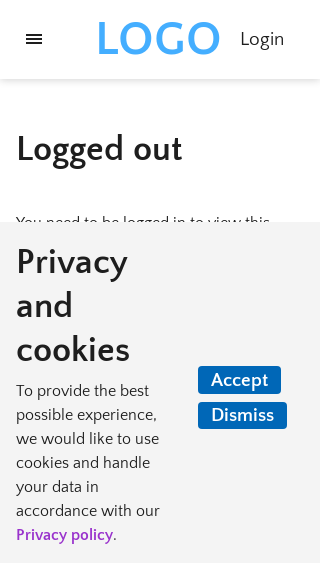 LOGO
Login
Logged out
You need to be logged in to view this
Privacy
and
cookies
To provide the best
possible experience,
we would like to use
cookies and handle
your data in
accordance with our
Privacy policy.
Accept
Dismiss